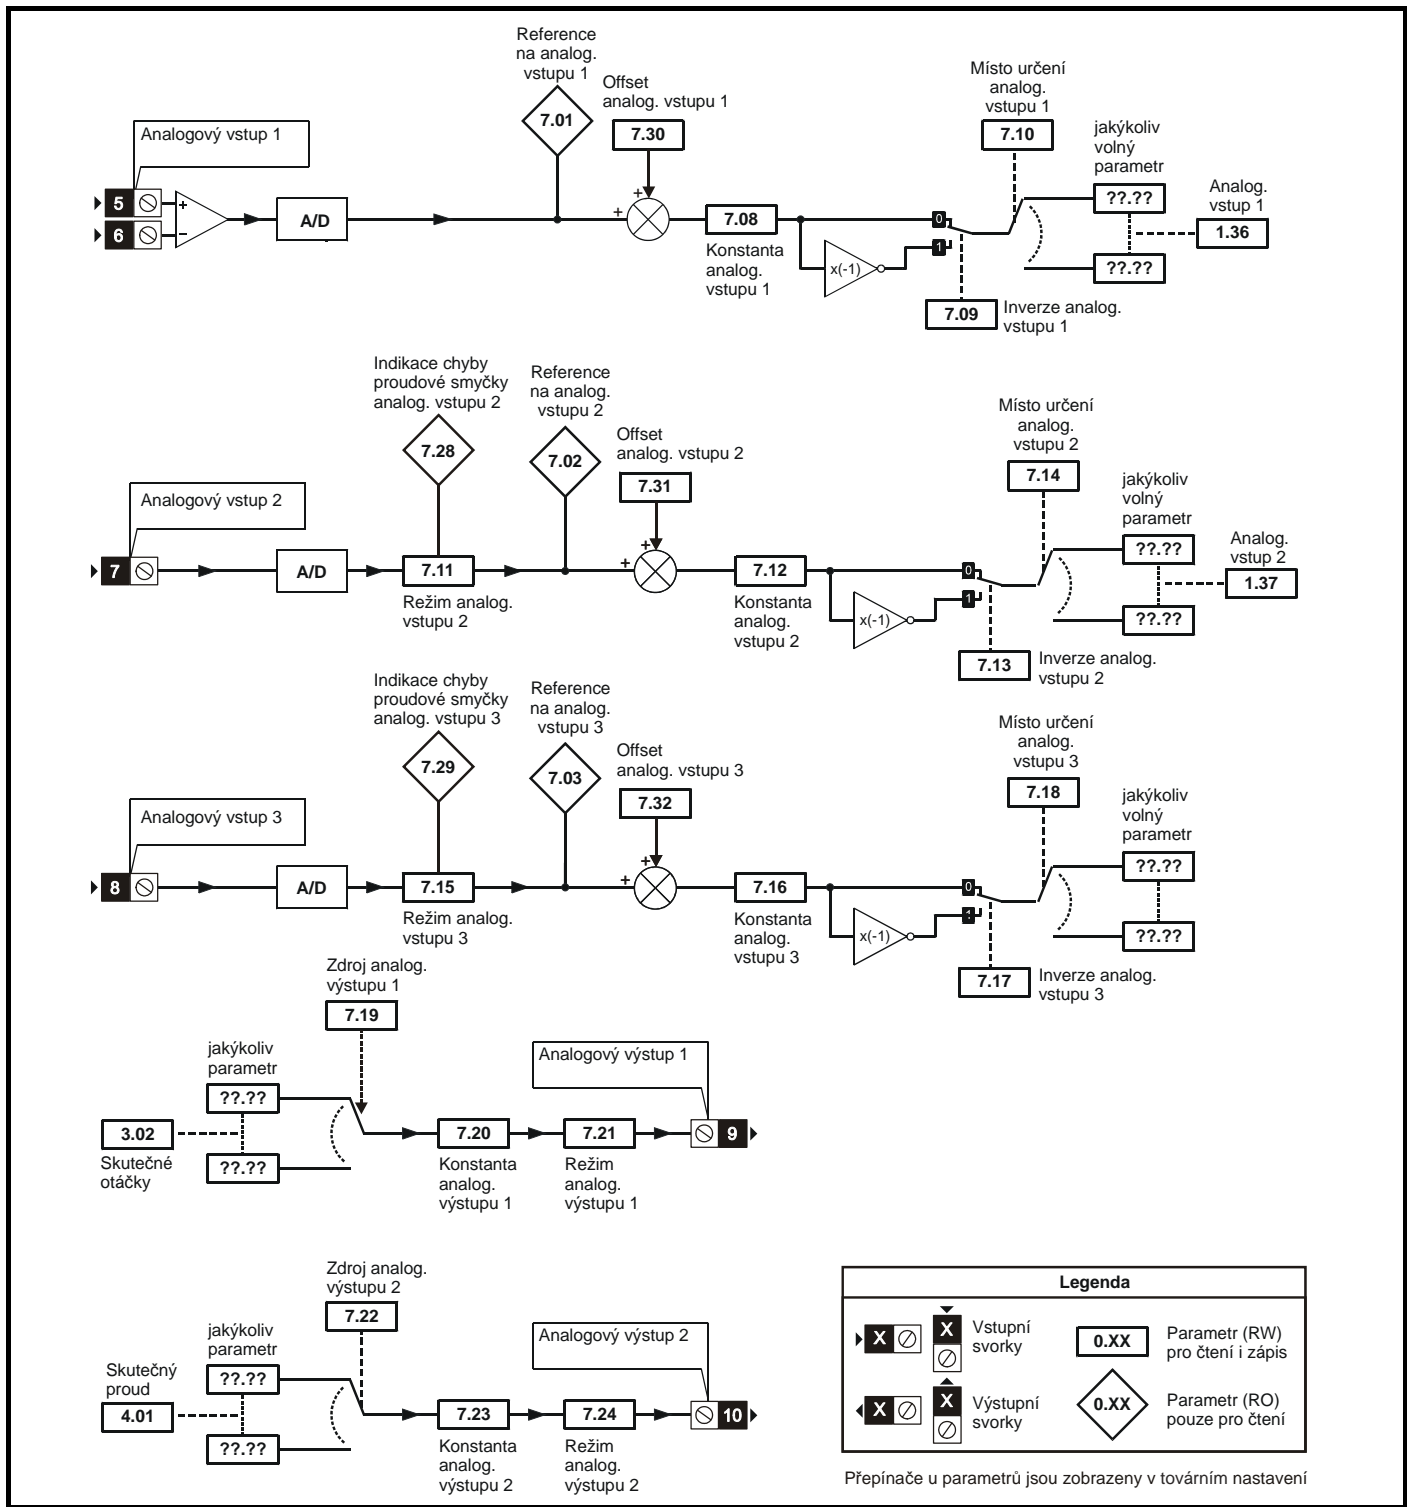 Reference
na analog.
vstupu 1
7.01
Offset
analog. vstupu 1
7.30
Místo určení
analog.
vstupu 1
7.10
jakýkoliv
volný
parametr
??.??
??.??
Analog.
vstup 1
1.36
Analogový vstup 1
5
6
+
−
A/D
+
+
7.08
Konstanta
analog.
vstupu 1
x(-1)
0
1
7.09
Inverze analog.
vstupu 1
Indikace chyby
proudové smyčky
analog. vstupu 2
7.28
Reference
na analog.
vstupu 2
7.02
Offset
analog. vstupu 2
7.31
Místo určení
analog.
vstupu 2
7.14
jakýkoliv
volný
parametr
??.??
??.??
Analog.
vstup 2
1.37
Analogový vstup 2
7
A/D
7.11
Režim analog.
vstupu 2
+
+
7.12
Konstanta
analog.
vstupu 2
x(-1)
0
1
7.13
Inverze analog.
vstupu 2
Indikace chyby
proudové smyčky
analog. vstupu 3
7.29
Reference
na analog.
vstupu 3
7.03
Offset
analog. vstupu 3
7.32
Místo určení
analog.
vstupu 3
7.18
jakýkoliv
volný
parametr
??.??
??.??
Analogový vstup 3
8
A/D
7.15
Režim analog.
vstupu 3
+
+
7.16
Konstanta
analog.
vstupu 3
x(-1)
0
1
7.17
Inverze analog.
vstupu 3
Zdroj analog.
výstupu 1
7.19
jakýkoliv
parametr
??.??
??.??
3.02
Skutečné
otáčky
7.20
Konstanta
analog.
výstupu 1
7.21
Režim
analog.
výstupu 1
Analogový výstup 1
9
Zdroj analog.
výstupu 2
7.22
jakýkoliv
parametr
??.??
??.??
Skutečný
proud
4.01
7.23
Konstanta
analog.
výstupu 2
7.24
Režim
analog.
výstupu 2
Analogový výstup 2
10
Legenda
X
X
Vstupní
svorky
0.XX
Parametr (RW)
pro čtení i zápis
X
X
Výstupní
svorky
0.XX
Parametr (RO)
pouze pro čtení
Přepínače u parametrů jsou zobrazeny v továrním nastavení